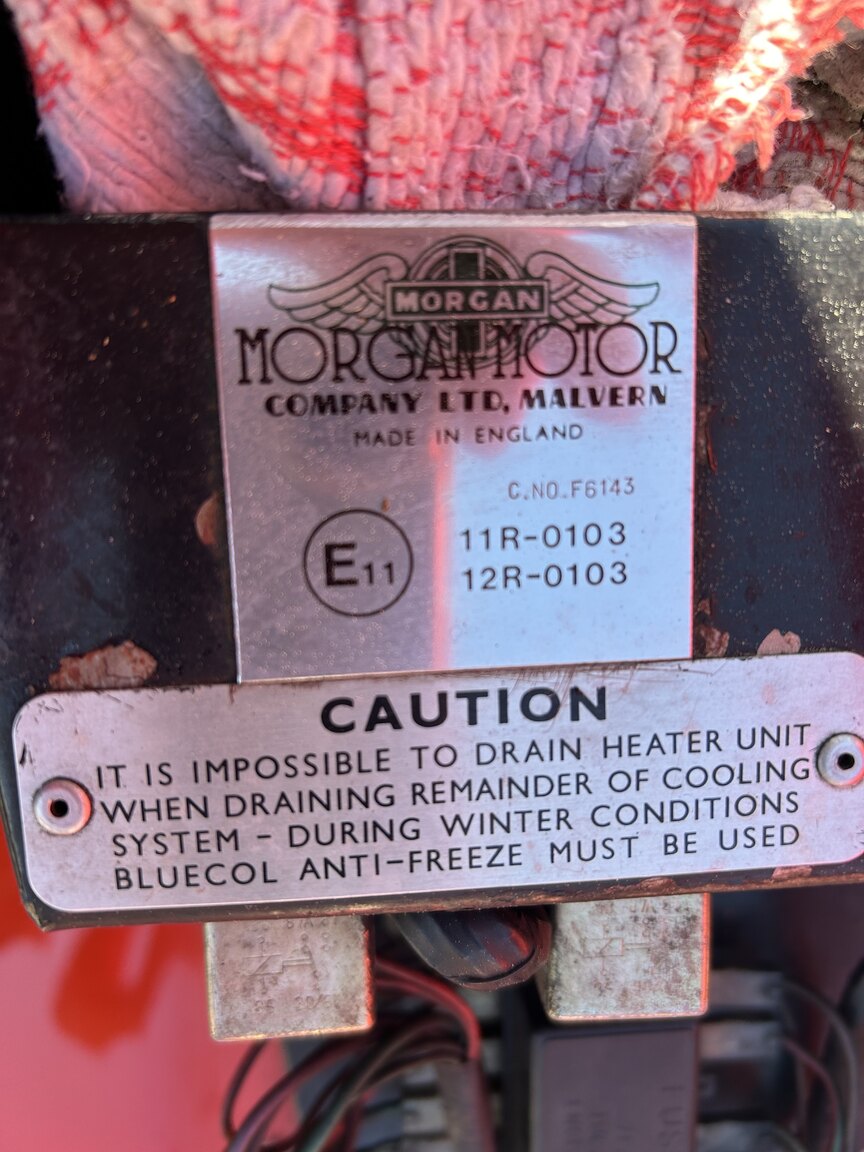 MORGAN
MORGAN MOTOR
COMPANY LTD, MALVERN
MADE IN ENGLAND
C.NO.F6143
E11
11R-0103
12R-0103
CAUTION
IT IS IMPOSSIBLE TO DRAIN HEATER UNIT
WHEN DRAINING REMAINDER OF COOLING
SYSTEM - DURING WINTER CONDITIONS
BLUECOL ANTI-FREEZE MUST BE USED